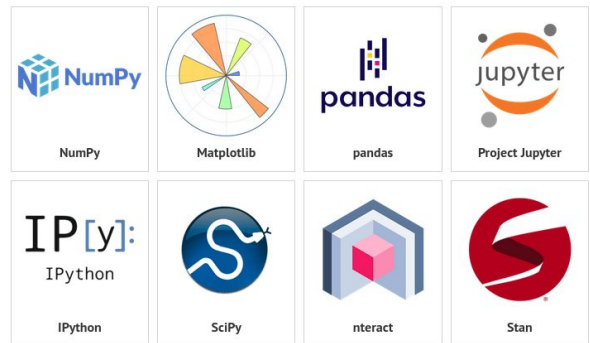 NumPy
NumPy
Matplotlib
pandas
pandas
jupyter
Project Jupyter
IP[y]:
IPython
IPython
SciPy
nteract
Stan